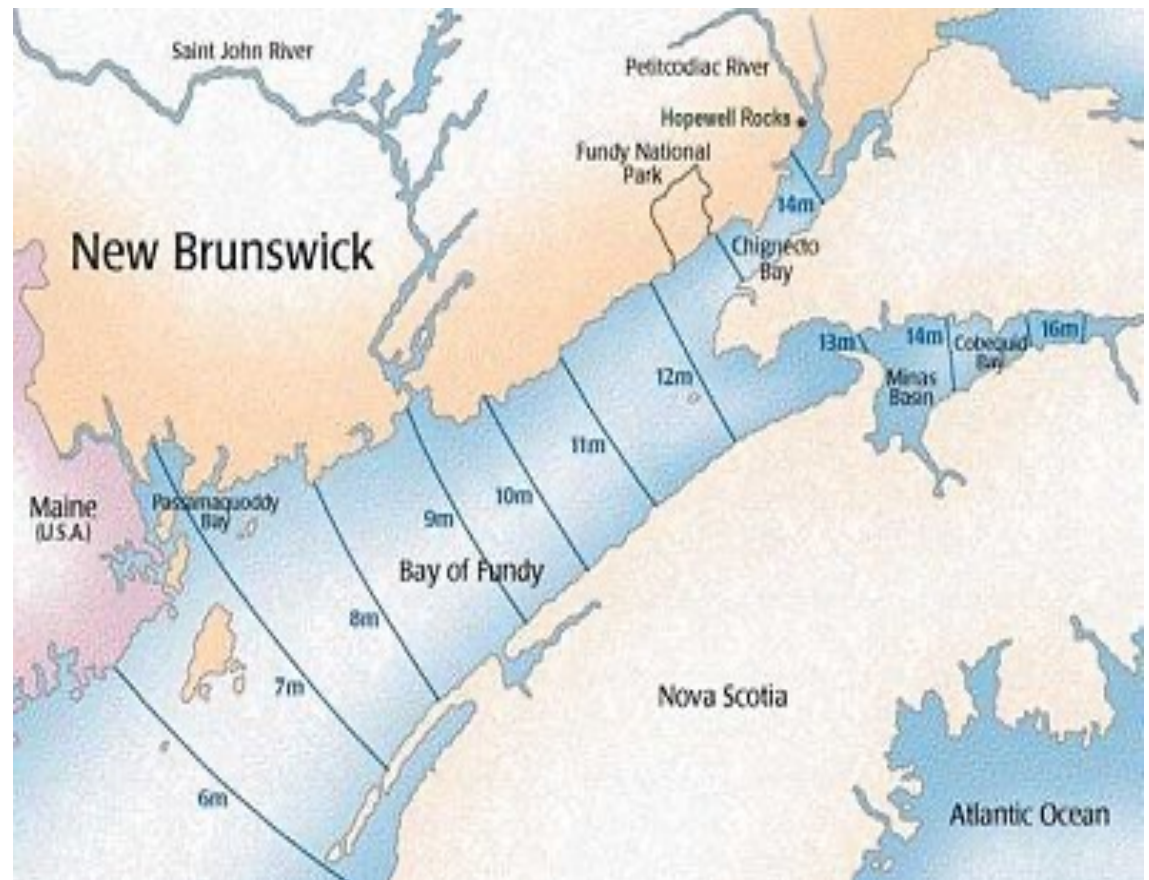 Saint John River
Petitcodiac River
Hopewell Rocks
Fundy National
Park
14m
New Brunswick
Chignecto
Bay
13m
14m
Cobequid
Bay
16m
12m
Minas
Basin
11m
Maine
(U.S.A.)
Passamaquoddy
Bay
10m
9m
Bay of Fundy
8m
7m
Nova Scotia
6m
Atlantic Ocean